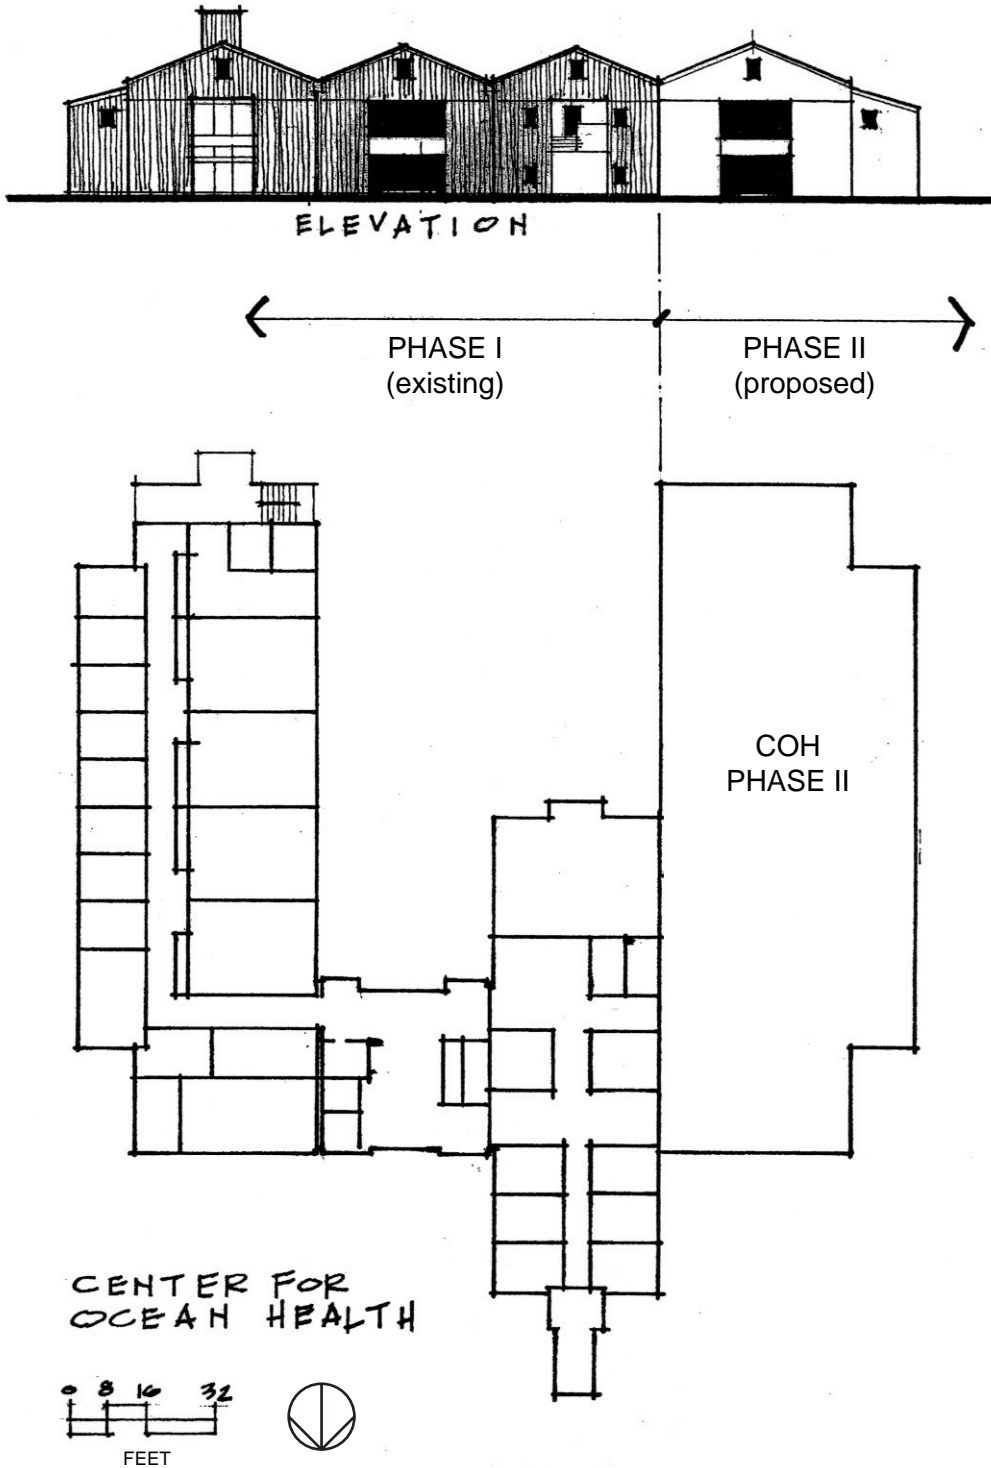 ELEVATION
PHASE I
(existing)
PHASE II
(proposed)
COH
PHASE II
CENTER FOR
OCEAN HEALTH
0 8 16 32
FEET